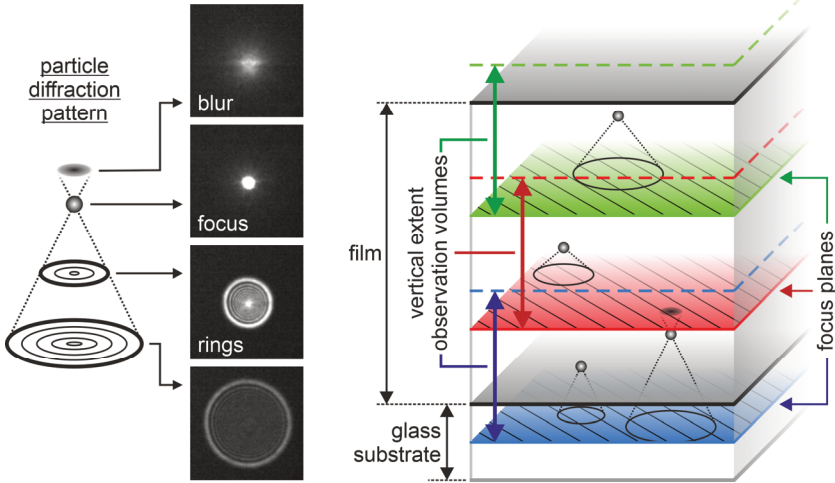 particle
diffraction
pattern
blur
focus
rings
film
vertical extent
observation volumes
focus planes
glass
substrate